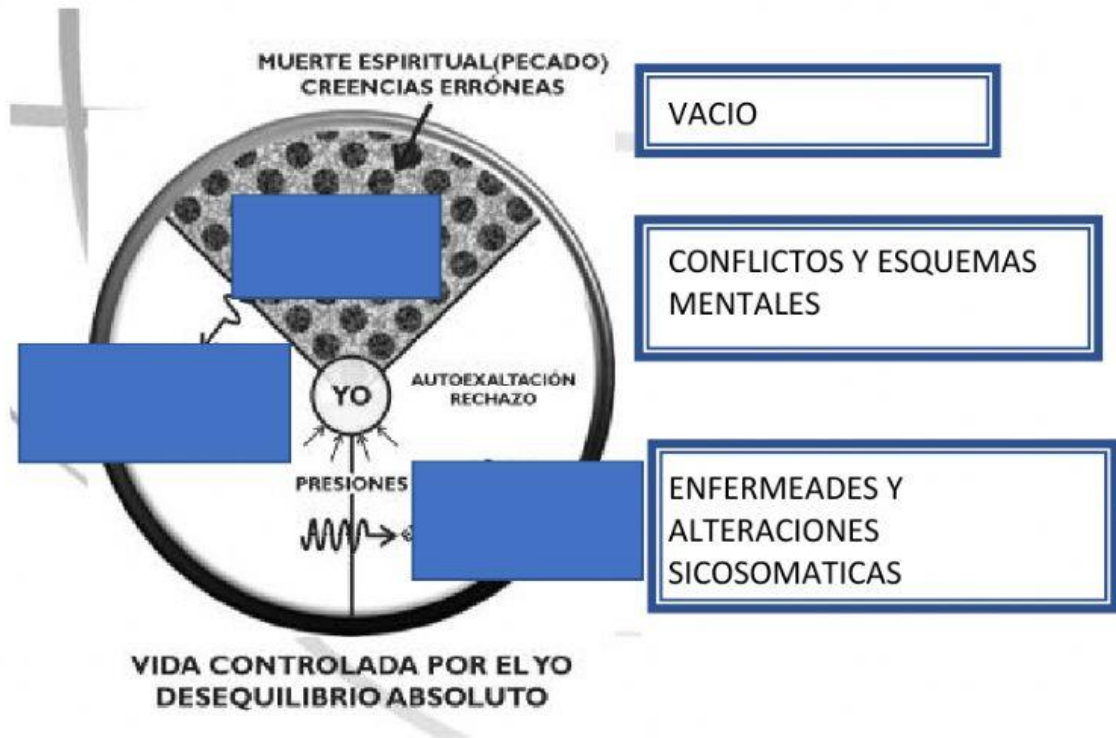 MUERTE ESPIRITUAL(PECADO)
CREENCIAS ERRÓNEAS
VACIO
CONFLICTOS Y ESQUEMAS
MENTALES
YO
AUTOEXALTACIÓN
RECHAZO
PRESIONES
ENFERMEADES Y
ALTERACIONES
SICOSOMATICAS
VIDA CONTROLADA POR EL YO
DESEQUILIBRIO ABSOLUTO